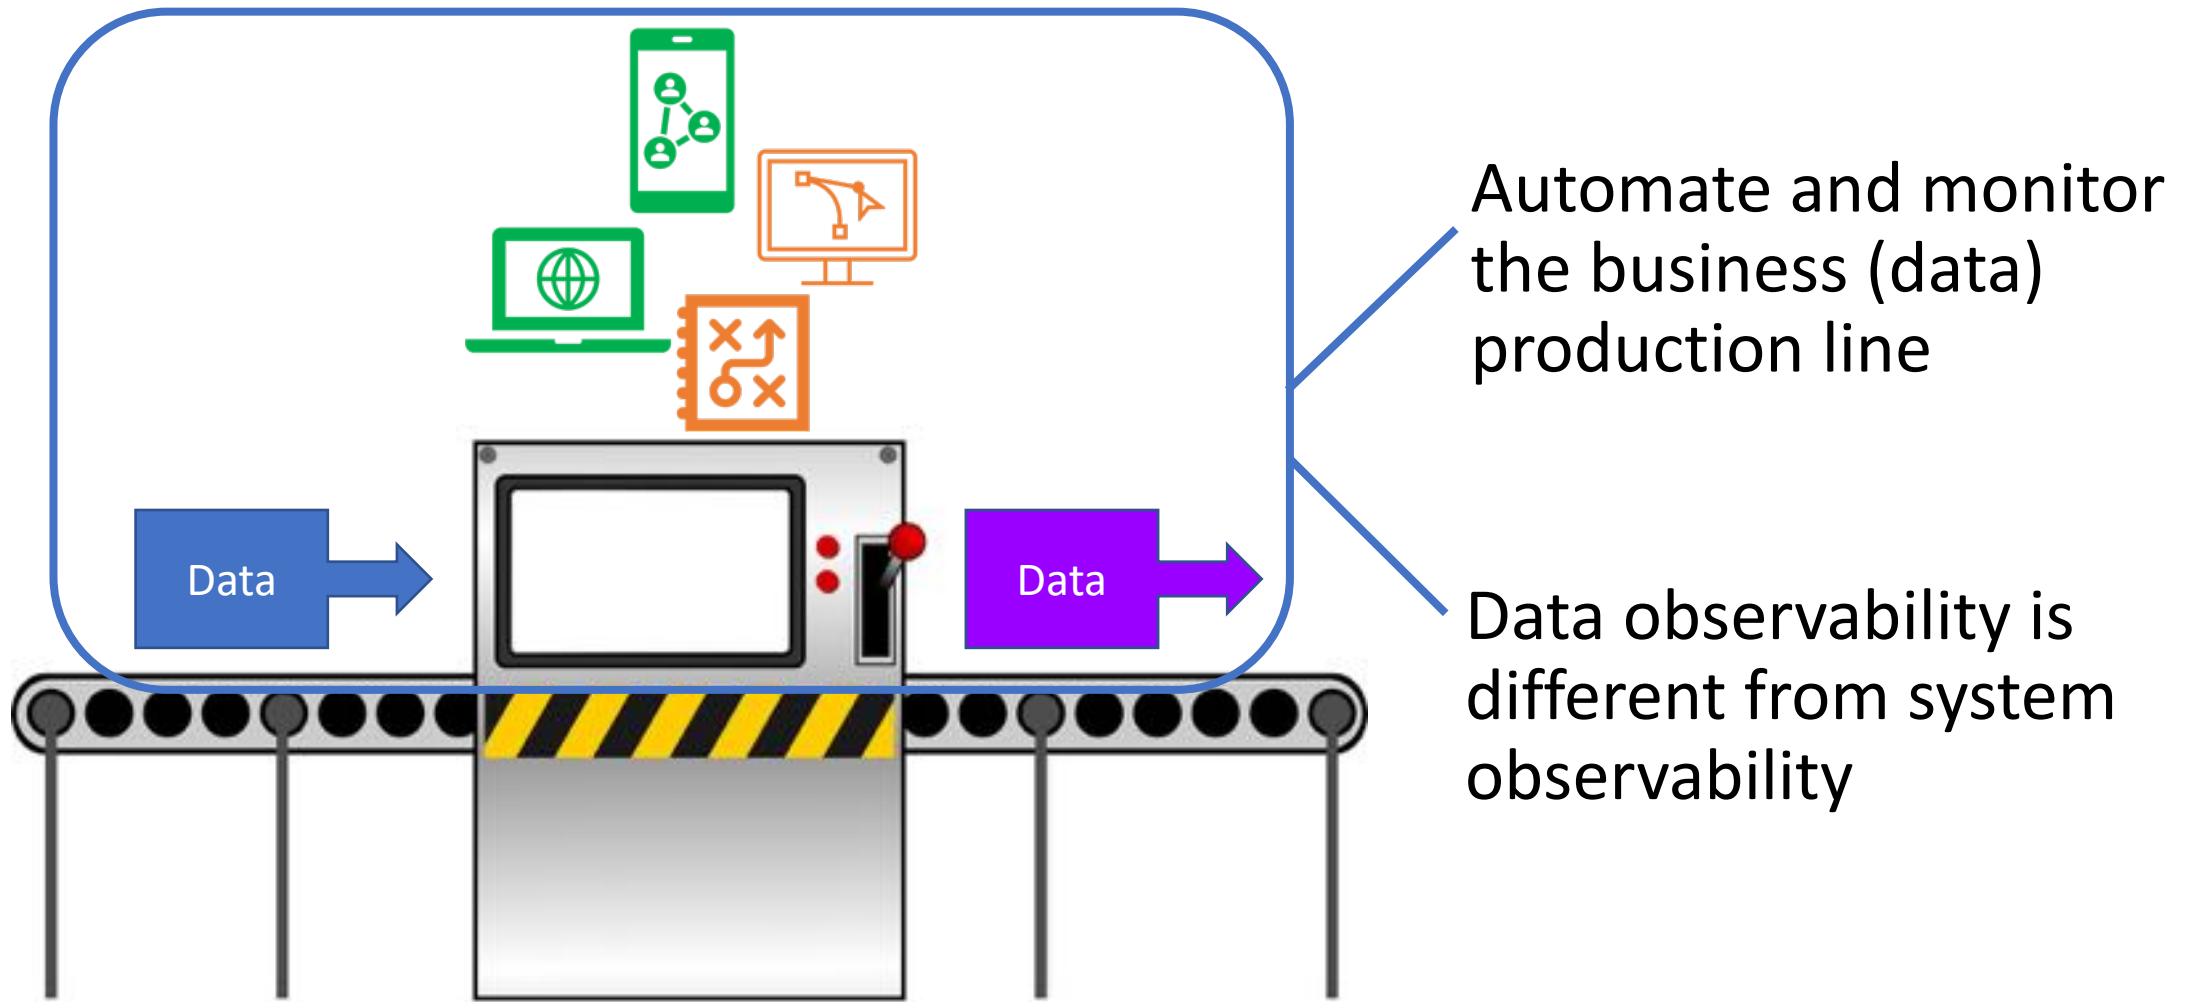 Automate and monitor
the business (data)
production line
Data
Data
Data observability is
different from system
observability